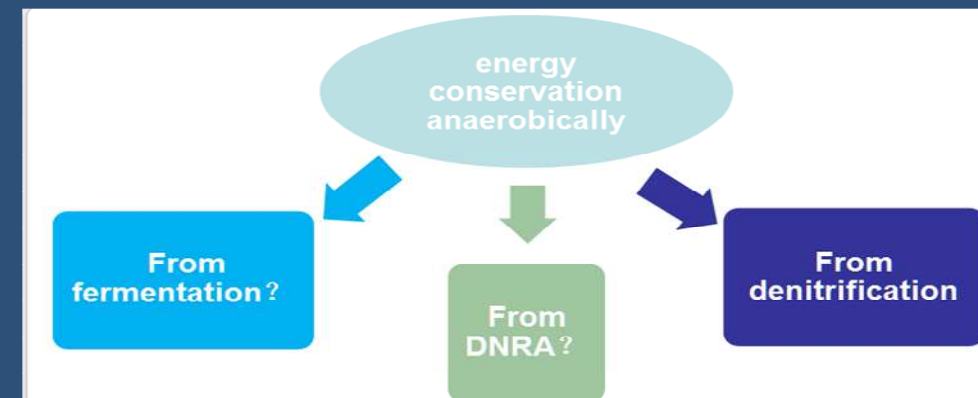 energy
conservation
anaerobically
From
fermentation？
From
DNRA？
From
denitrification